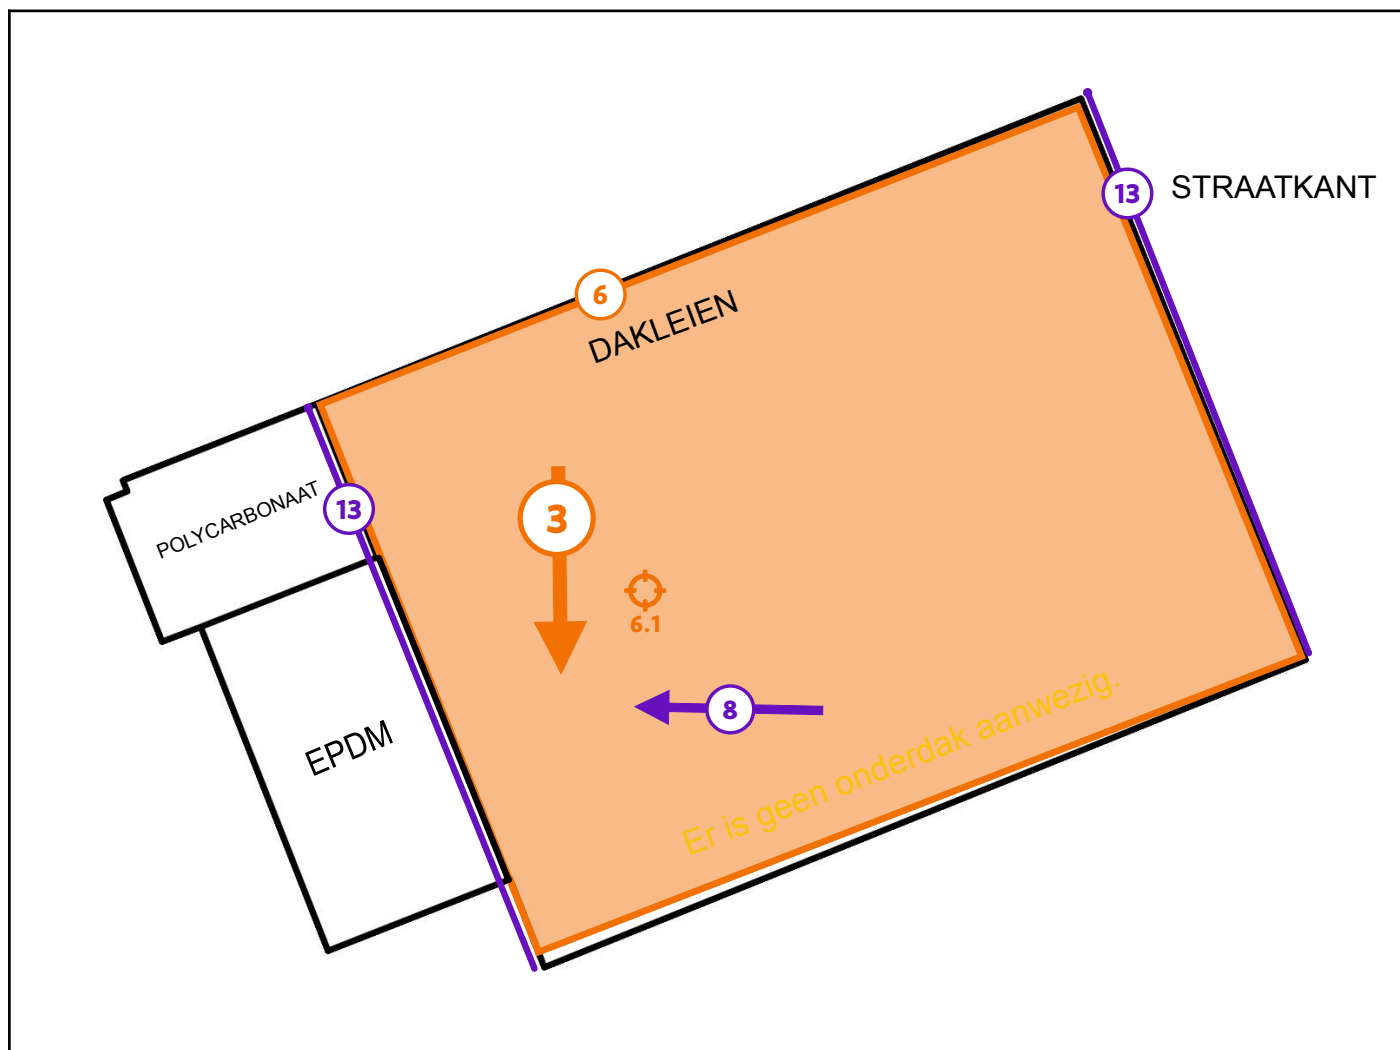 13
STRAATKANT
6
DAKLEIEN
POLYCARBONAAT
13
3
6.1
8
EPDM
Er is geen onderdak aanwezig.